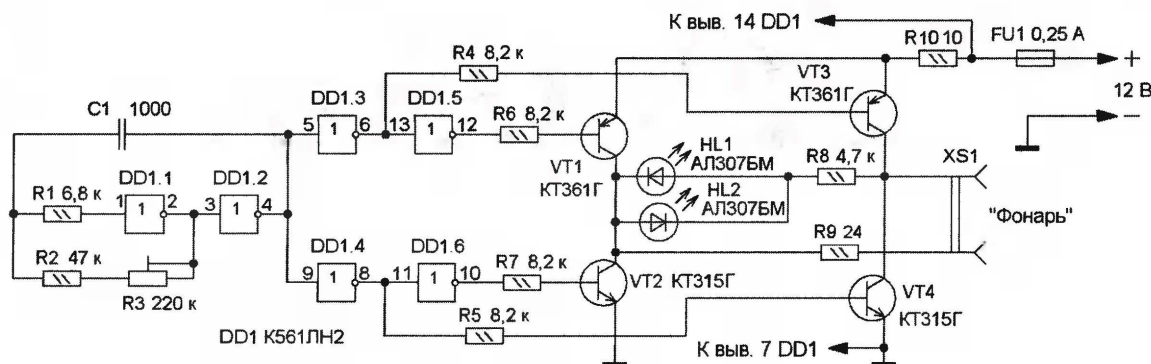 К выв. 14 DD1
R10 10
FU1 0,25 А
+
12 В
−
R4 8,2 к
VT3
КТ361Г
C1 1000
DD1.3
5
1
6
DD1.5
13
1
12
R6 8,2 к
VT1
КТ361Г
HL1
АЛ307БМ
R8 4,7 к
XS1
HL2
АЛ307БМ
"Фонарь"
R1 6,8 к
DD1.1
1
1
2
DD1.2
3
1
4
R2 47 к
R3 220 к
DD1.4
9
1
8
DD1.6
11
1
10
R7 8,2 к
VT2 КТ315Г
R9 24
VT4
КТ315Г
R5 8,2 к
DD1 К561ЛН2
К выв. 7 DD1